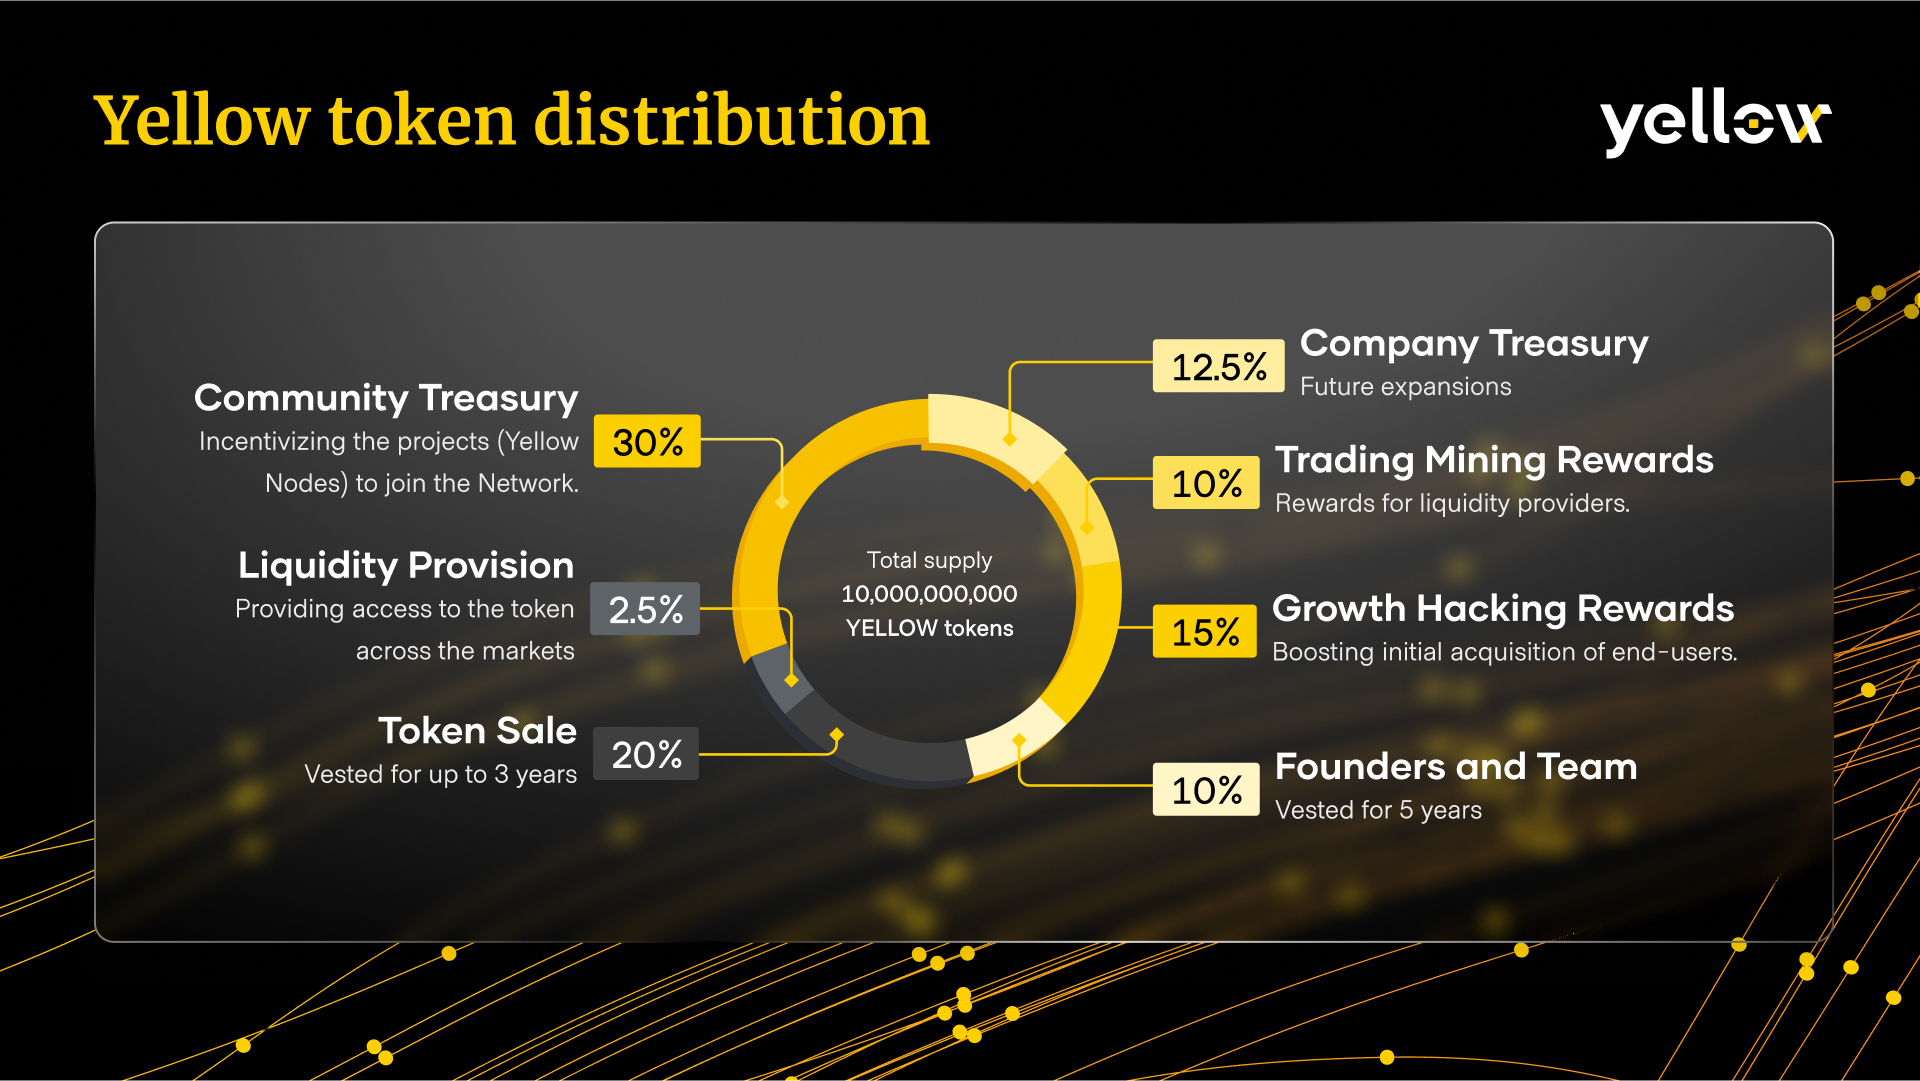 Yellow token distribution
yellow
Community Treasury
Incentivizing the projects (Yellow
Nodes) to join the Network.
30%
Liquidity Provision
Providing access to the token
across the markets
2.5%
Token Sale
Vested for up to 3 years
20%
Total supply
10,000,000,000
YELLOW tokens
12.5%
Company Treasury
Future expansions
10%
Trading Mining Rewards
Rewards for liquidity providers.
15%
Growth Hacking Rewards
Boosting initial acquisition of end-users.
10%
Founders and Team
Vested for 5 years